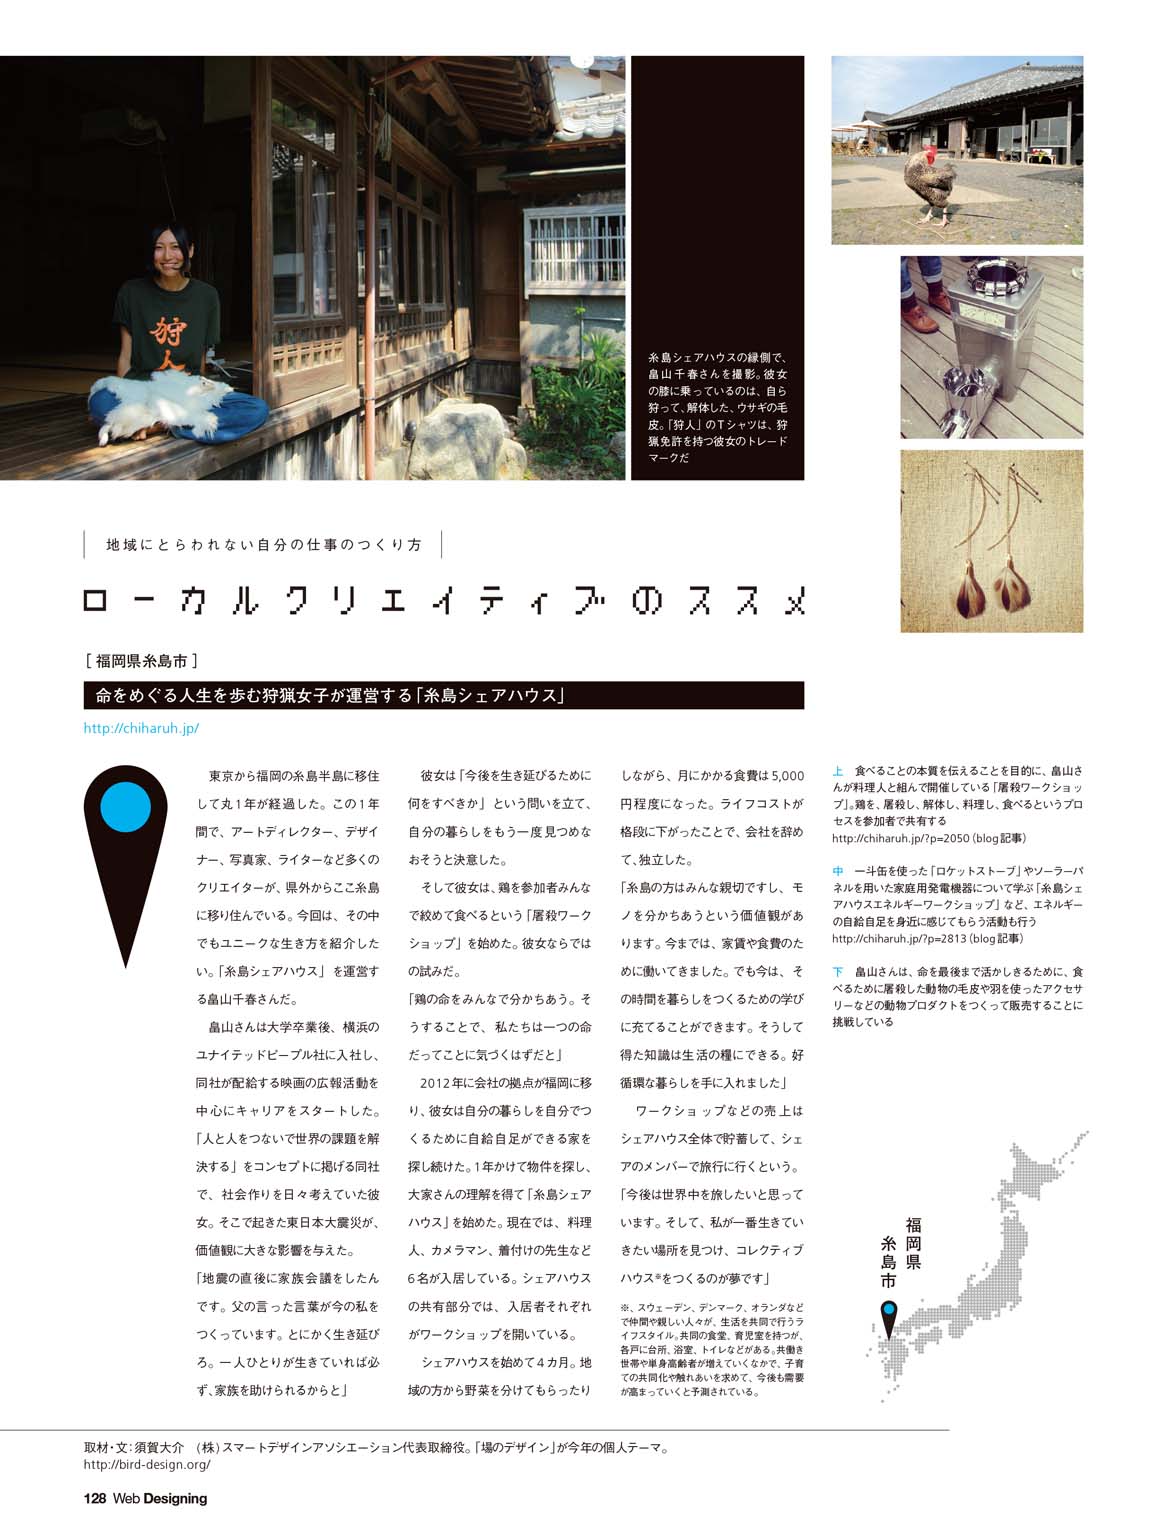 糸島シェアハウスの縁側で、
畠山千春さんを撮影。彼女
の膝に乗っているのは、自ら
狩って、解体した、ウサギの毛
皮。「狩人」のTシャツは、狩
猟免許を持つ彼女のトレード
マークだ
狩人
地域にとらわれない自分の仕事のつくり方
ローカルクリエイティブのススメ
［福岡県糸島市］
命をめぐる人生を歩む狩猟女子が運営する「糸島シェアハウス」
http://chiharuh.jp/
東京から福岡の糸島半島に移住
して丸1年が経過した。この1年
間で、アートディレクター、デザイ
ナー、写真家、ライターなど多くの
クリエイターが、県外からここ糸島
に移り住んでいる。今回は、その中
でもユニークな生き方を紹介した
い。「糸島シェアハウス」を運営す
る畠山千春さんだ。
畠山さんは大学卒業後、横浜の
ユナイテッドピープル社に入社し、
同社が配給する映画の広報活動を
中心にキャリアをスタートした。
「人と人をつないで世界の課題を解
決する」をコンセプトに掲げる同社
で、社会作りを日々考えていた彼
女。そこで起きた東日本大震災が、
価値観に大きな影響を与えた。
「地震の直後に家族会議をしたん
です。父の言った言葉が今の私を
つくっています。とにかく生き延び
ろ。一人ひとりが生きていれば必
ず、家族を助けられるからと」
彼女は「今後を生き延びるために
何をすべきか」という問いを立て、
自分の暮らしをもう一度見つめな
おそうと決意した。
そして彼女は、鶏を参加者みんな
で絞めて食べるという「屠殺ワーク
ショップ」を始めた。彼女ならでは
の試みだ。
「鶏の命をみんなで分かちあう。そ
うすることで、私たちは一つの命
だってことに気づくはずだと」
2012年に会社の拠点が福岡に移
り、彼女は自分の暮らしを自分でつ
くるために自給自足ができる家を
探し続けた。1年かけて物件を探し、
大家さんの理解を得て「糸島シェア
ハウス」を始めた。現在では、料理
人、カメラマン、着付けの先生など
6名が入居している。シェアハウス
の共有部分では、入居者それぞれ
がワークショップを開いている。
シェアハウスを始めて4カ月。地
域の方から野菜を分けてもらったり
しながら、月にかかる食費は5,000
円程度になった。ライフコストが
格段に下がったことで、会社を辞め
て、独立した。
「糸島の方はみんな親切ですし、モ
ノを分かちあうという価値観があ
ります。今までは、家賃や食費のた
めに働いてきました。でも今は、そ
の時間を暮らしをつくるための学び
に充てることができます。そうして
得た知識は生活の糧にできる。好
循環な暮らしを手に入れました」
ワークショップなどの売上は
シェアハウス全体で貯蓄して、シェ
アのメンバーで旅行に行くという。
「今後は世界中を旅したいと思って
います。そして、私が一番生きてい
きたい場所を見つけ、コレクティブ
ハウス※をつくるのが夢です」
※、スウェーデン、デンマーク、オランダなど
で仲間や親しい人々が、生活を共同で行うラ
イフスタイル。共同の食堂、育児室を持つが、
各戸に台所、浴室、トイレなどがある。共働き
世帯や単身高齢者が増えていくなかで、子育
ての共同化や触れあいを求めて、今後も需要
が高まっていくと予測されている。
上　食べることの本質を伝えることを目的に、畠山さ
んが料理人と組んで開催している「屠殺ワークショッ
プ」。鶏を、屠殺し、解体し、料理し、食べるというプロ
セスを参加者で共有する
http://chiharuh.jp/?p=2050（blog記事）
中　一斗缶を使った「ロケットストーブ」やソーラーパ
ネルを用いた家庭用発電機器について学ぶ「糸島シェ
アハウスエネルギーワークショップ」など、エネルギー
の自給自足を身近に感じてもらう活動も行う
http://chiharuh.jp/?p=2813（blog記事）
下　畠山さんは、命を最後まで活かしきるために、食
べるために屠殺した動物の毛皮や羽を使ったアクセサ
リーなどの動物プロダクトをつくって販売することに
挑戦している
福岡県
糸島市
取材・文：須賀大介　（株）スマートデザインアソシエーション代表取締役。「場のデザイン」が今年の個人テーマ。
http://bird-design.org/
128 Web Designing